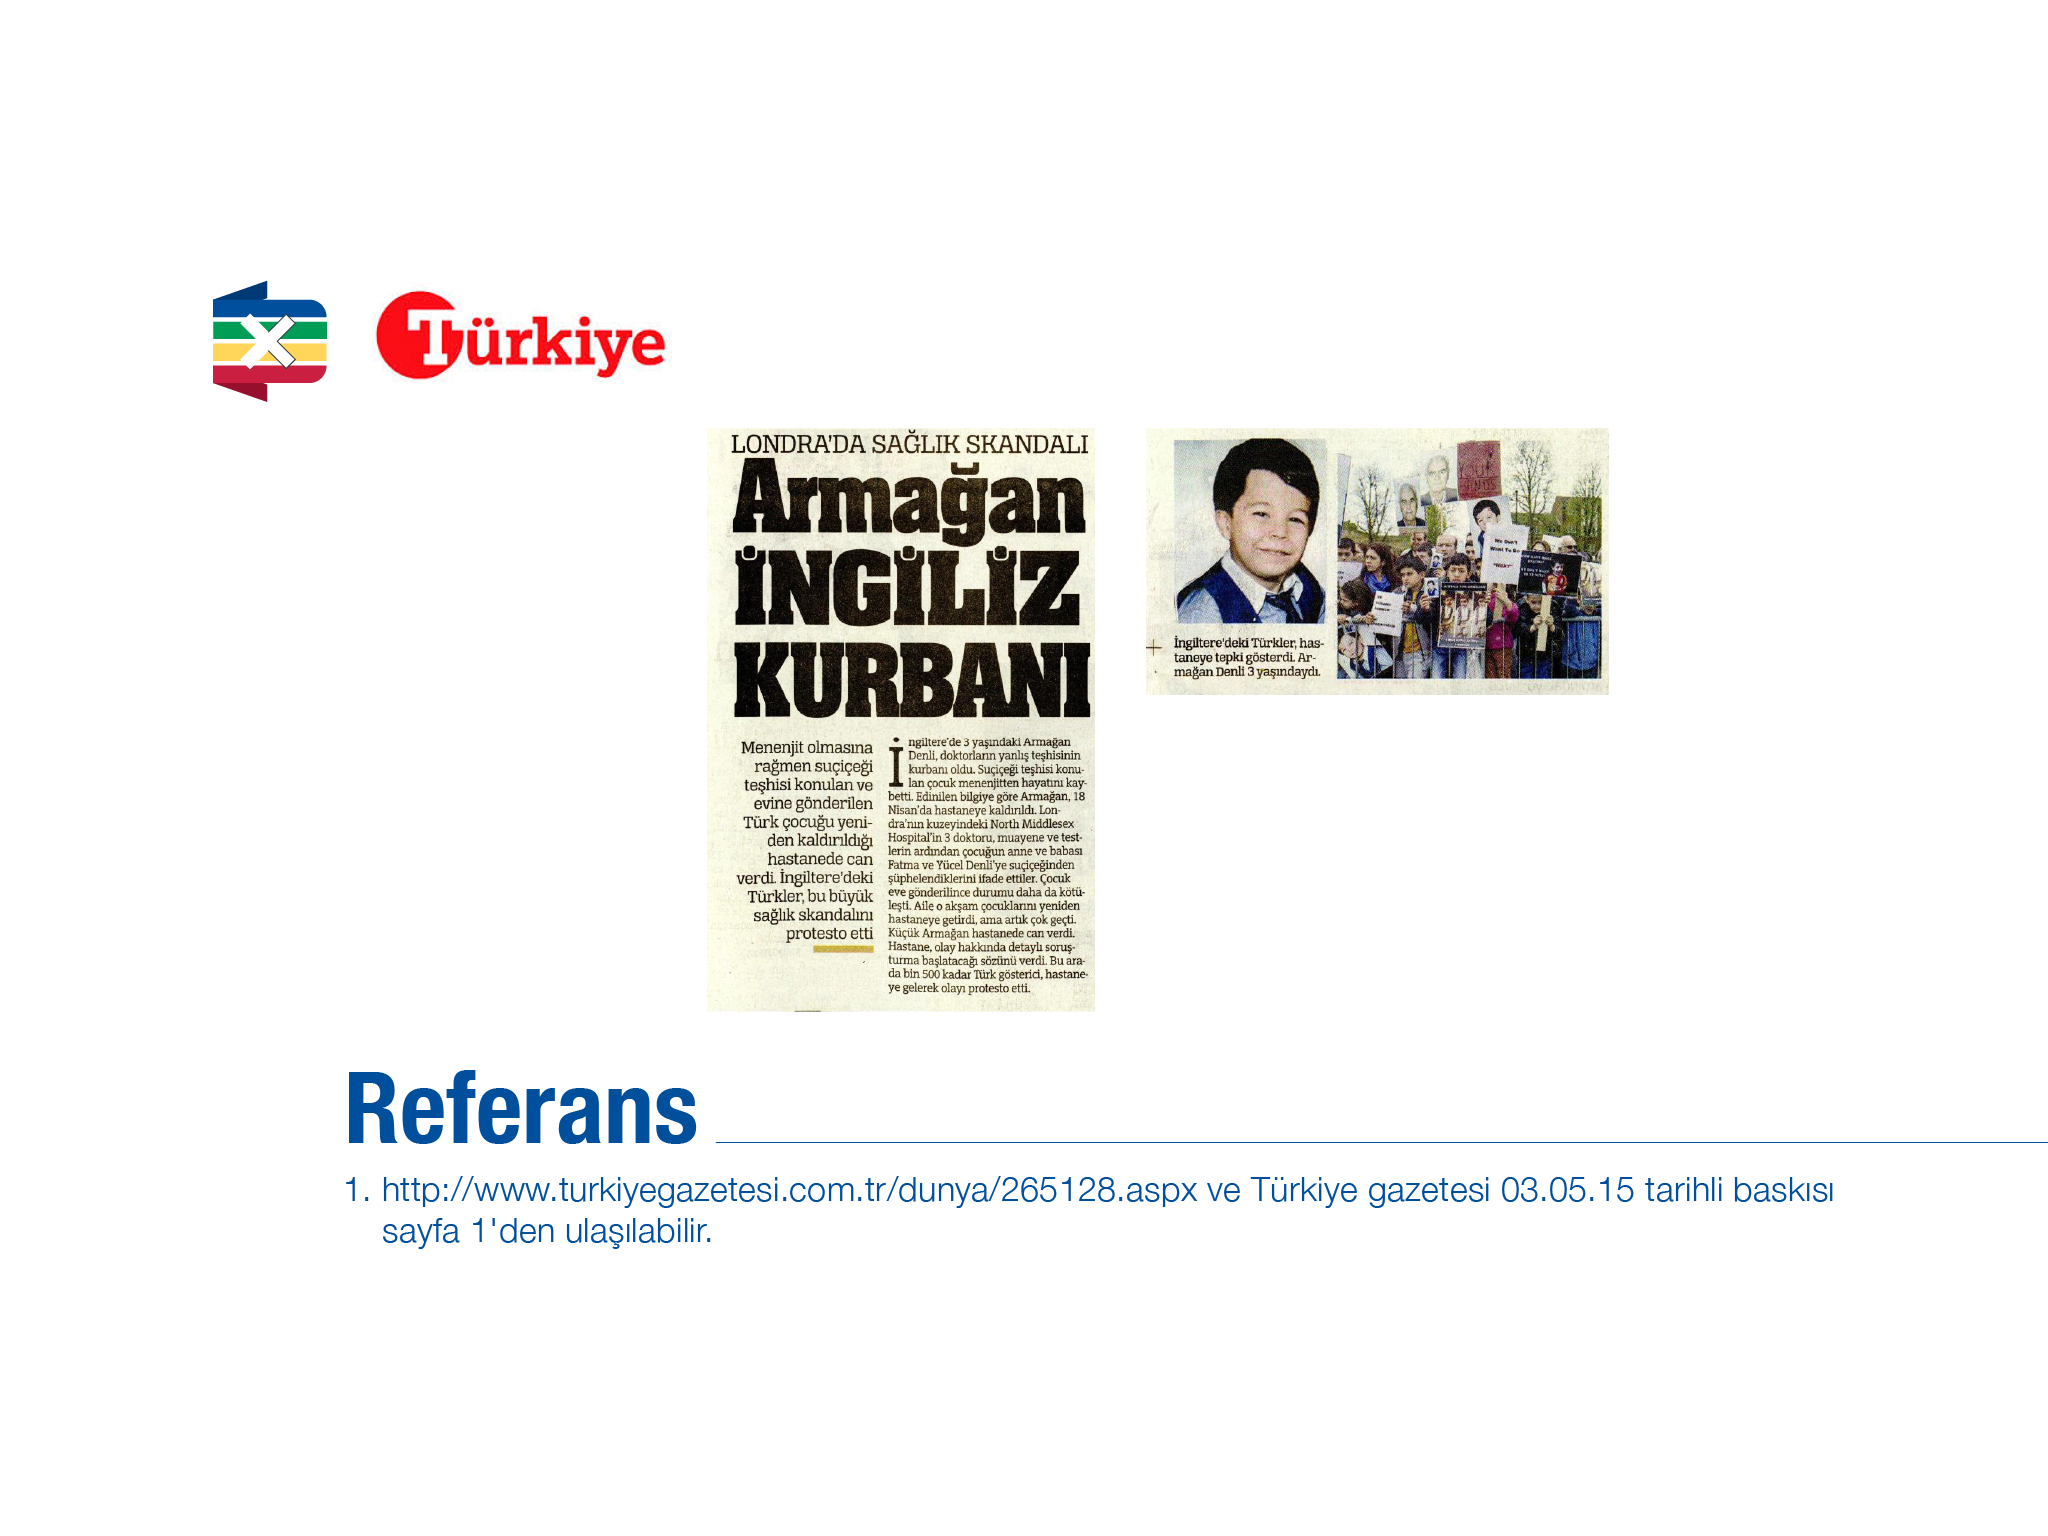 Türkiye
LONDRA'DA SAĞLIK SKANDALI
Armağan
İNGİLİZ
KURBANI
Menenjit olmasına
rağmen suçiçeği
teşhisi konulan ve
evine gönderilen
Türk çocuğu yeni-
den kaldırıldığı
hastanede can
verdi. İngiltere'deki
Türkler, bu büyük
sağlık skandalını
protesto etti
İngiltere'de 3 yaşındaki Armağan
Denli, doktorların yanlış teşhisinin
kurbanı oldu. Suçiçeği teşhisi konu-
lan çocuk menenjitten hayatını kay-
betti. Edinilen bilgiye göre Armağan, 18
Nisan'da hastaneye kaldırıldı. Lon-
dra'nın kuzeyindeki North Middlesex
Hospital'in 3 doktoru, muayene ve test-
lerin ardından çocuğun anne ve babası
Fatma ve Yücel Denli'ye suçiçeğinden
şüphelendiklerini ifade ettiler. Çocuk
eve gönderilince durumu daha da kötü-
leşti. Aile o akşam çocuklarını yeniden
hastaneye getirdi, ama artık çok geçti.
Küçük Armağan hastanede can verdi.
Hastane, olay hakkında detaylı soruş-
turma başlatacağı sözünü verdi. Bu ara-
da bin 500 kadar Türk gösterici, hastane-
ye gelerek olayı protesto etti.
We Don't
Want To Be
"NEXT"
İngiltere'deki Türkler, has-
taneye tepki gösterdi. Ar-
mağan Denli 3 yaşındaydı.
Referans
1. http://www.turkiyegazetesi.com.tr/dunya/265128.aspx ve Türkiye gazetesi 03.05.15 tarihli baskısı
sayfa 1'den ulaşılabilir.